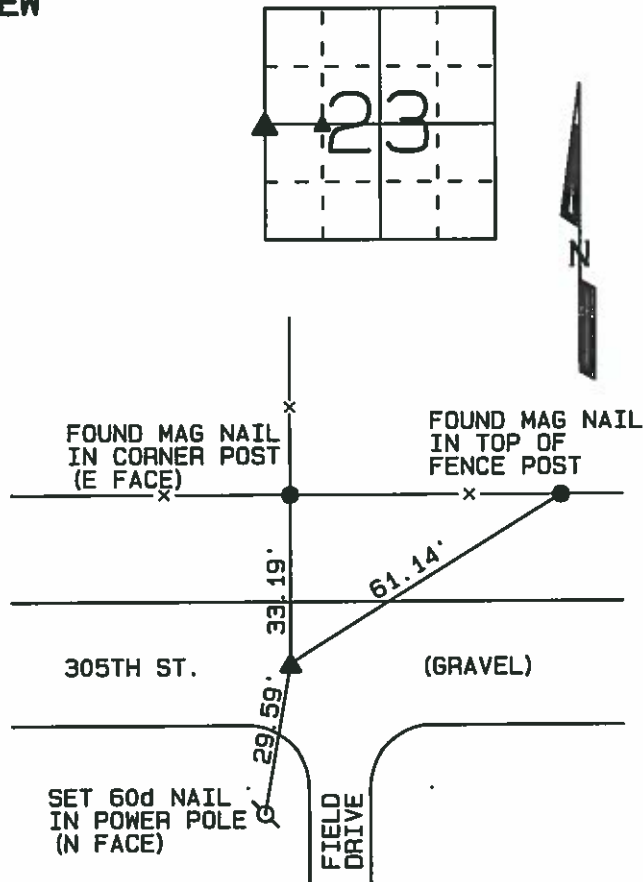 23
N
FOUND MAG NAIL
IN CORNER POST
(E FACE)
FOUND MAG NAIL
IN TOP OF
FENCE POST
33.19'
61.14'
305TH ST.
(GRAVEL)
29.59'
SET 60d NAIL
IN POWER POLE
(N FACE)
FIELD
DRIVE